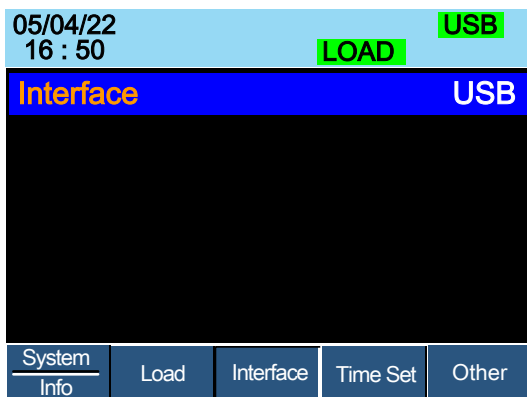 05/04/22 USB
16 : 50 LOAD
Interface USB
System
Info
Load
Interface
Time Set
Other